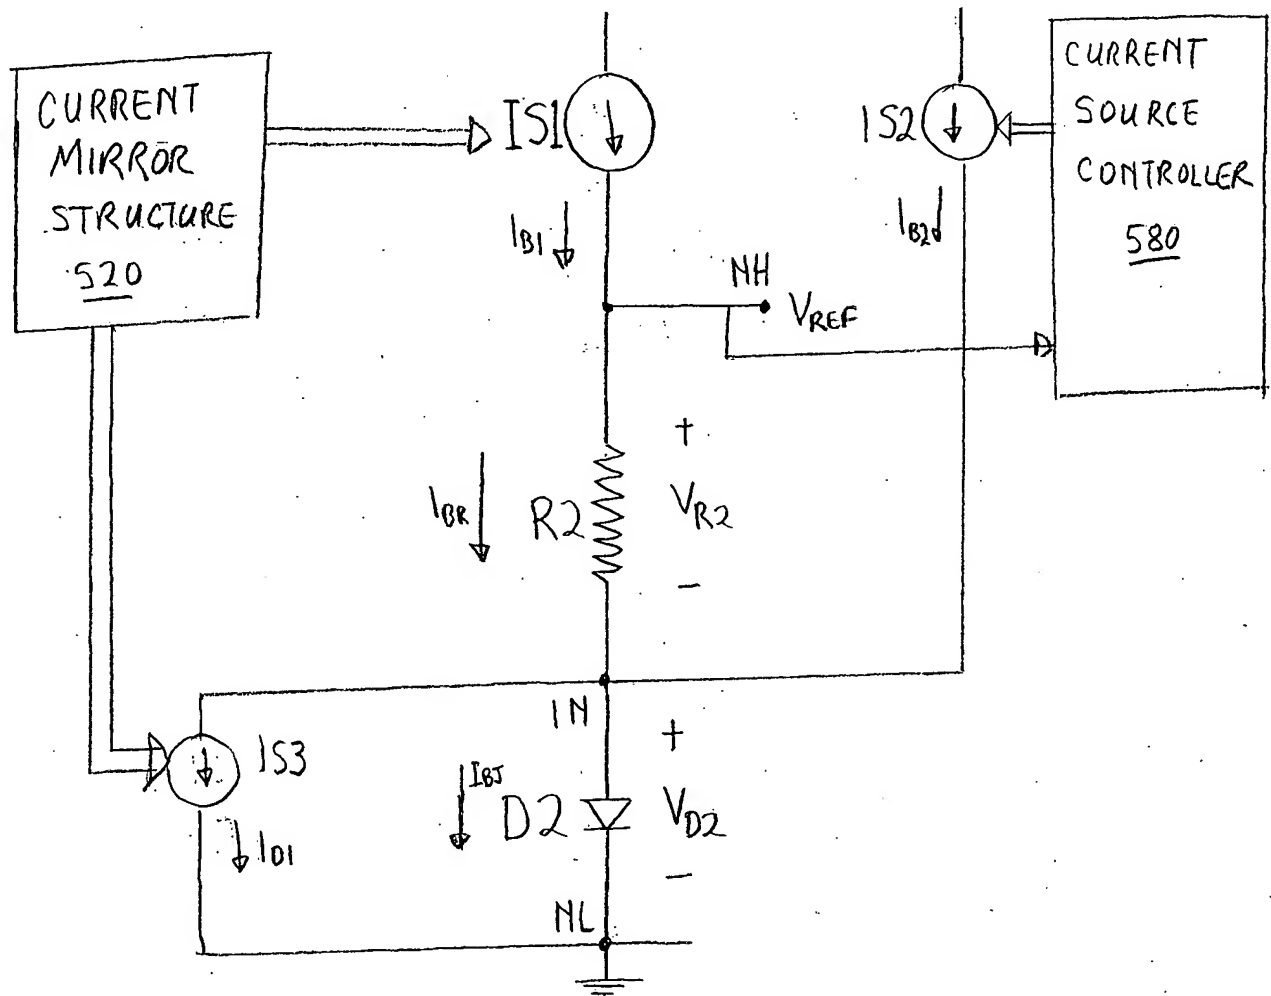 CURRENT
MIRROR
STRUCTURE
520
IS1
IS2
CURRENT
SOURCE
CONTROLLER
580
IB1
IB2
NH
VREF
+
IBR
R2
VR2
−
IN
+
IS3
IBJ
D2
VD2
ID1
−
NL